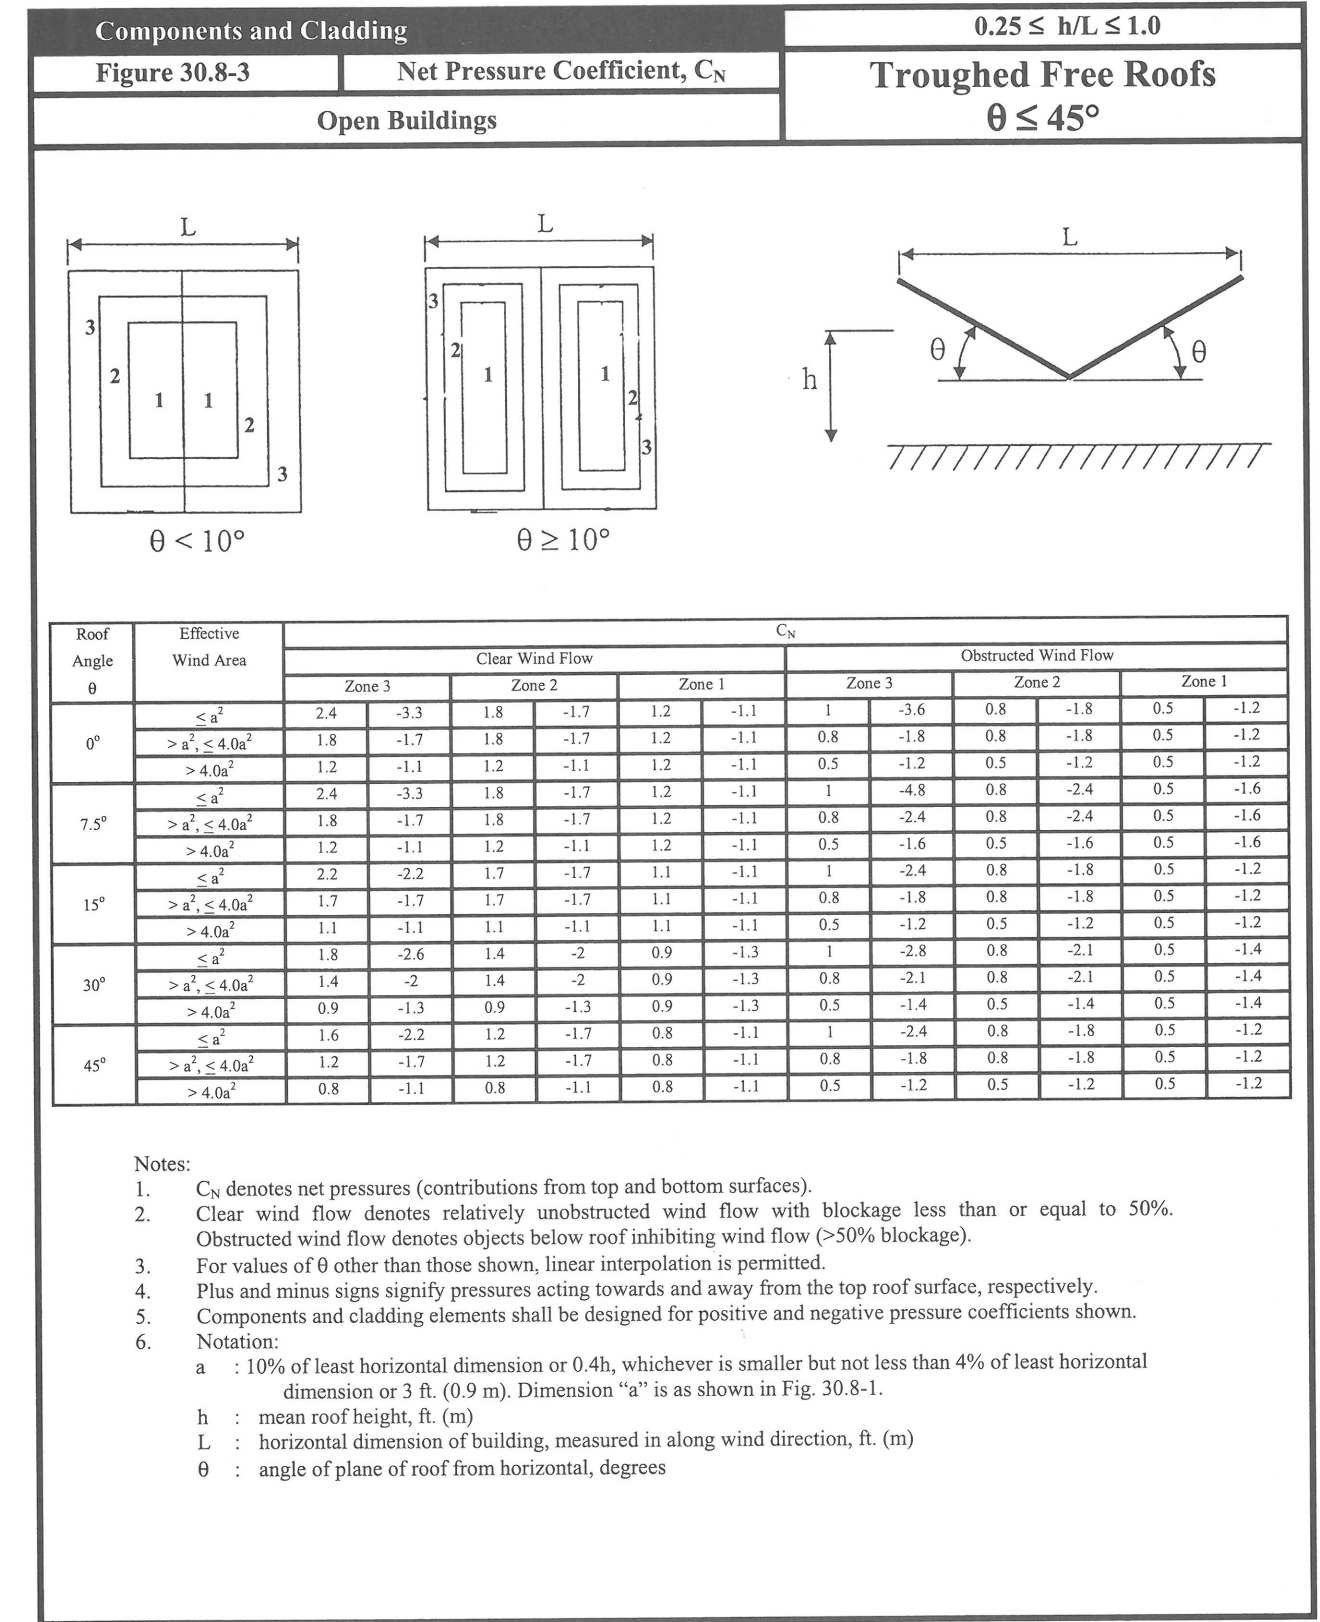 Components and Cladding
0.25 ≤ h/L ≤ 1.0
Figure 30.8-3
Net Pressure Coefficient, C_N
Troughed Free Roofs
θ ≤ 45°
Open Buildings
L
3
2
1 1
2
3
θ < 10°
L
3
2
1 1
2
3
θ ≥ 10°
L
θ θ
h
Roof Angle θ
Effective Wind Area
C_N
Clear Wind Flow Obstructed Wind Flow
Zone 3 Zone 2 Zone 1 Zone 3 Zone 2 Zone 1
0°
≤ a² 2.4 -3.3 1.8 -1.7 1.2 -1.1 1 -3.6 0.8 -1.8 0.5 -1.2
> a², ≤ 4.0a² 1.8 -1.7 1.8 -1.7 1.2 -1.1 0.8 -1.8 0.8 -1.8 0.5 -1.2
> 4.0a² 1.2 -1.1 1.2 -1.1 1.2 -1.1 0.5 -1.2 0.5 -1.2 0.5 -1.2
7.5°
≤ a² 2.4 -3.3 1.8 -1.7 1.2 -1.1 1 -4.8 0.8 -2.4 0.5 -1.6
> a², ≤ 4.0a² 1.8 -1.7 1.8 -1.7 1.2 -1.1 0.8 -2.4 0.8 -2.4 0.5 -1.6
> 4.0a² 1.2 -1.1 1.2 -1.1 1.2 -1.1 0.5 -1.6 0.5 -1.6 0.5 -1.6
15°
≤ a² 2.2 -2.2 1.7 -1.7 1.1 -1.1 1 -2.4 0.8 -1.8 0.5 -1.2
> a², ≤ 4.0a² 1.7 -1.7 1.7 -1.7 1.1 -1.1 0.8 -1.8 0.8 -1.8 0.5 -1.2
> 4.0a² 1.1 -1.1 1.1 -1.1 1.1 -1.1 0.5 -1.2 0.5 -1.2 0.5 -1.2
30°
≤ a² 1.8 -2.6 1.4 -2 0.9 -1.3 1 -2.8 0.8 -2.1 0.5 -1.4
> a², ≤ 4.0a² 1.4 -2 1.4 -2 0.9 -1.3 0.8 -2.1 0.8 -2.1 0.5 -1.4
> 4.0a² 0.9 -1.3 0.9 -1.3 0.9 -1.3 0.5 -1.4 0.5 -1.4 0.5 -1.4
45°
≤ a² 1.6 -2.2 1.2 -1.7 0.8 -1.1 1 -2.4 0.8 -1.8 0.5 -1.2
> a², ≤ 4.0a² 1.2 -1.7 1.2 -1.7 0.8 -1.1 0.8 -1.8 0.8 -1.8 0.5 -1.2
> 4.0a² 0.8 -1.1 0.8 -1.1 0.8 -1.1 0.5 -1.2 0.5 -1.2 0.5 -1.2
Notes:
1. C_N denotes net pressures (contributions from top and bottom surfaces).
2. Clear wind flow denotes relatively unobstructed wind flow with blockage less than or equal to 50%.
Obstructed wind flow denotes objects below roof inhibiting wind flow (>50% blockage).
3. For values of θ other than those shown, linear interpolation is permitted.
4. Plus and minus signs signify pressures acting towards and away from the top roof surface, respectively.
5. Components and cladding elements shall be designed for positive and negative pressure coefficients shown.
6. Notation:
a : 10% of least horizontal dimension or 0.4h, whichever is smaller but not less than 4% of least horizontal
dimension or 3 ft. (0.9 m). Dimension “a” is as shown in Fig. 30.8-1.
h : mean roof height, ft. (m)
L : horizontal dimension of building, measured in along wind direction, ft. (m)
θ : angle of plane of roof from horizontal, degrees